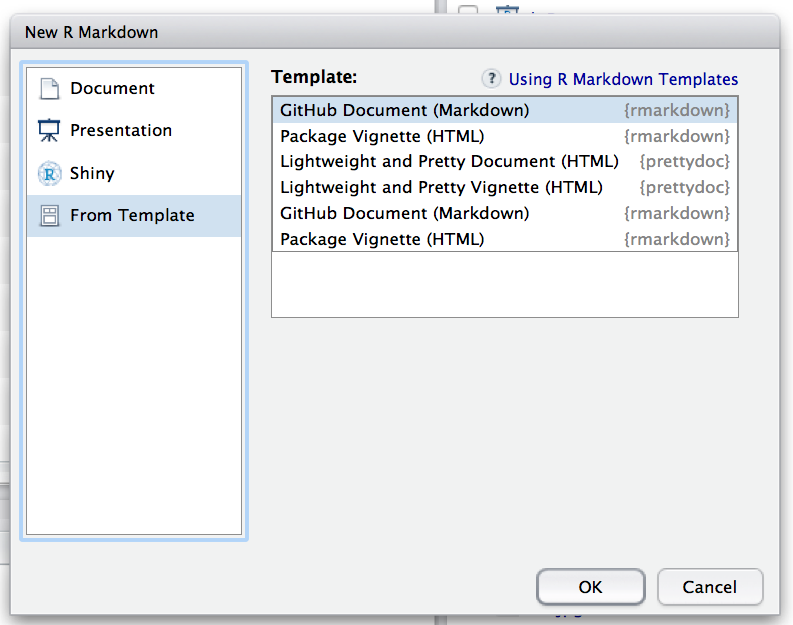 New R Markdown
Document
Presentation
Shiny
From Template
Template:
? Using R Markdown Templates
GitHub Document (Markdown) {rmarkdown}
Package Vignette (HTML) {rmarkdown}
Lightweight and Pretty Document (HTML) {prettydoc}
Lightweight and Pretty Vignette (HTML) {prettydoc}
GitHub Document (Markdown) {rmarkdown}
Package Vignette (HTML) {rmarkdown}
OK Cancel